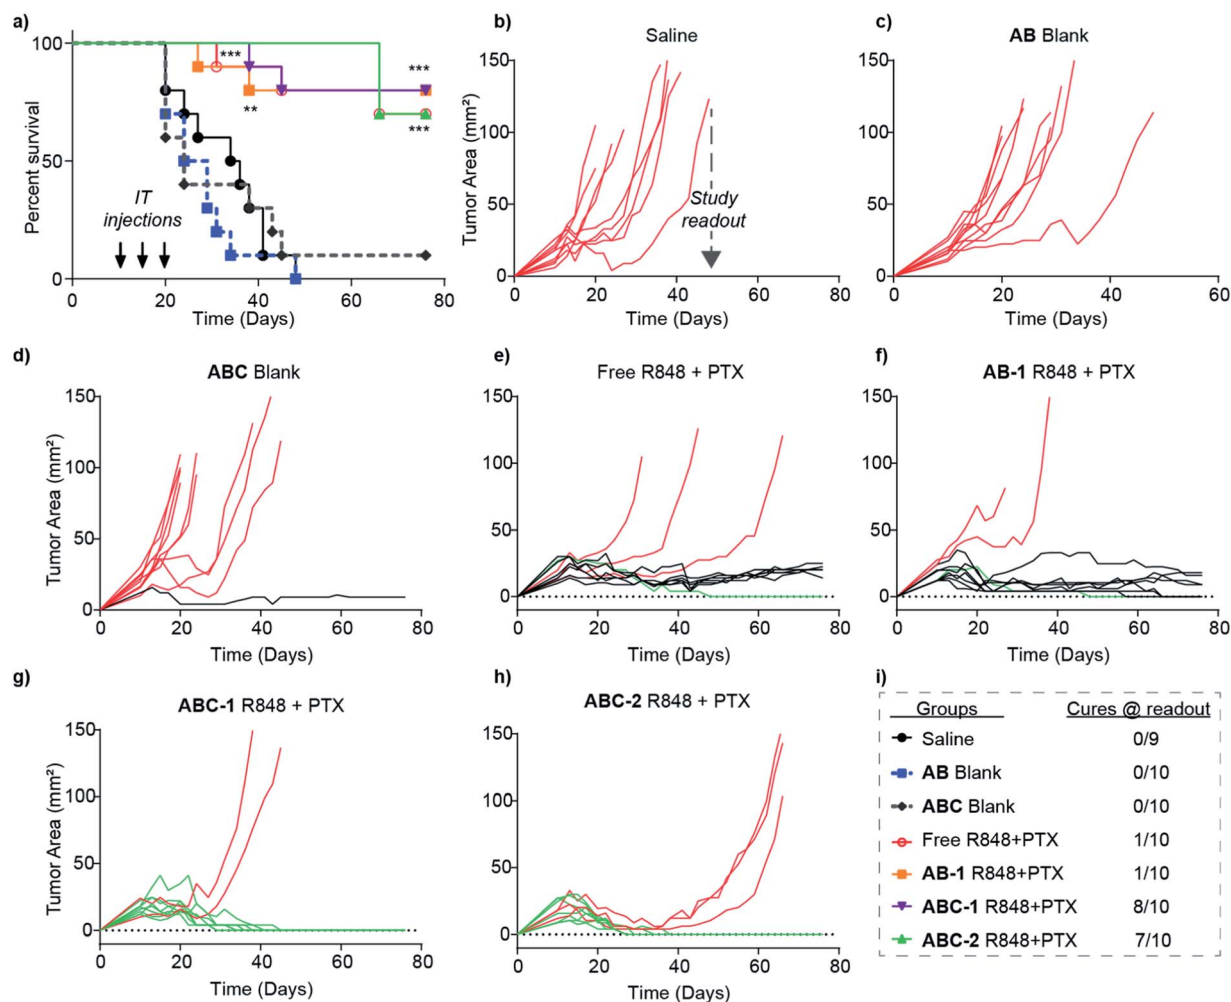 a)
100
50
0
Percent survival
IT
injections
***
**
***
***
0
20
40
60
80
Time (Days)
b)
Saline
150
100
50
0
Tumor Area (mm²)
Study
readout
0
20
40
60
80
Time (Days)
c)
AB Blank
150
100
50
0
0
20
40
60
Time (Days)
d)
ABC Blank
150
100
50
0
Tumor Area (mm²)
0
20
40
60
80
Time (Days)
e)
Free R848 + PTX
150
100
50
0
0
20
40
60
80
Time (Days)
f)
AB-1 R848 + PTX
150
100
50
0
0
20
40
60
80
Time (Days)
g)
ABC-1 R848 + PTX
150
100
50
0
Tumor Area (mm²)
0
20
40
60
80
Time (Days)
h)
ABC-2 R848 + PTX
150
100
50
0
0
20
40
60
80
Time (Days)
i)
Groups Cures @ readout
Saline 0/9
AB Blank 0/10
ABC Blank 0/10
Free R848+PTX 1/10
AB-1 R848+PTX 1/10
ABC-1 R848+PTX 8/10
ABC-2 R848+PTX 7/10